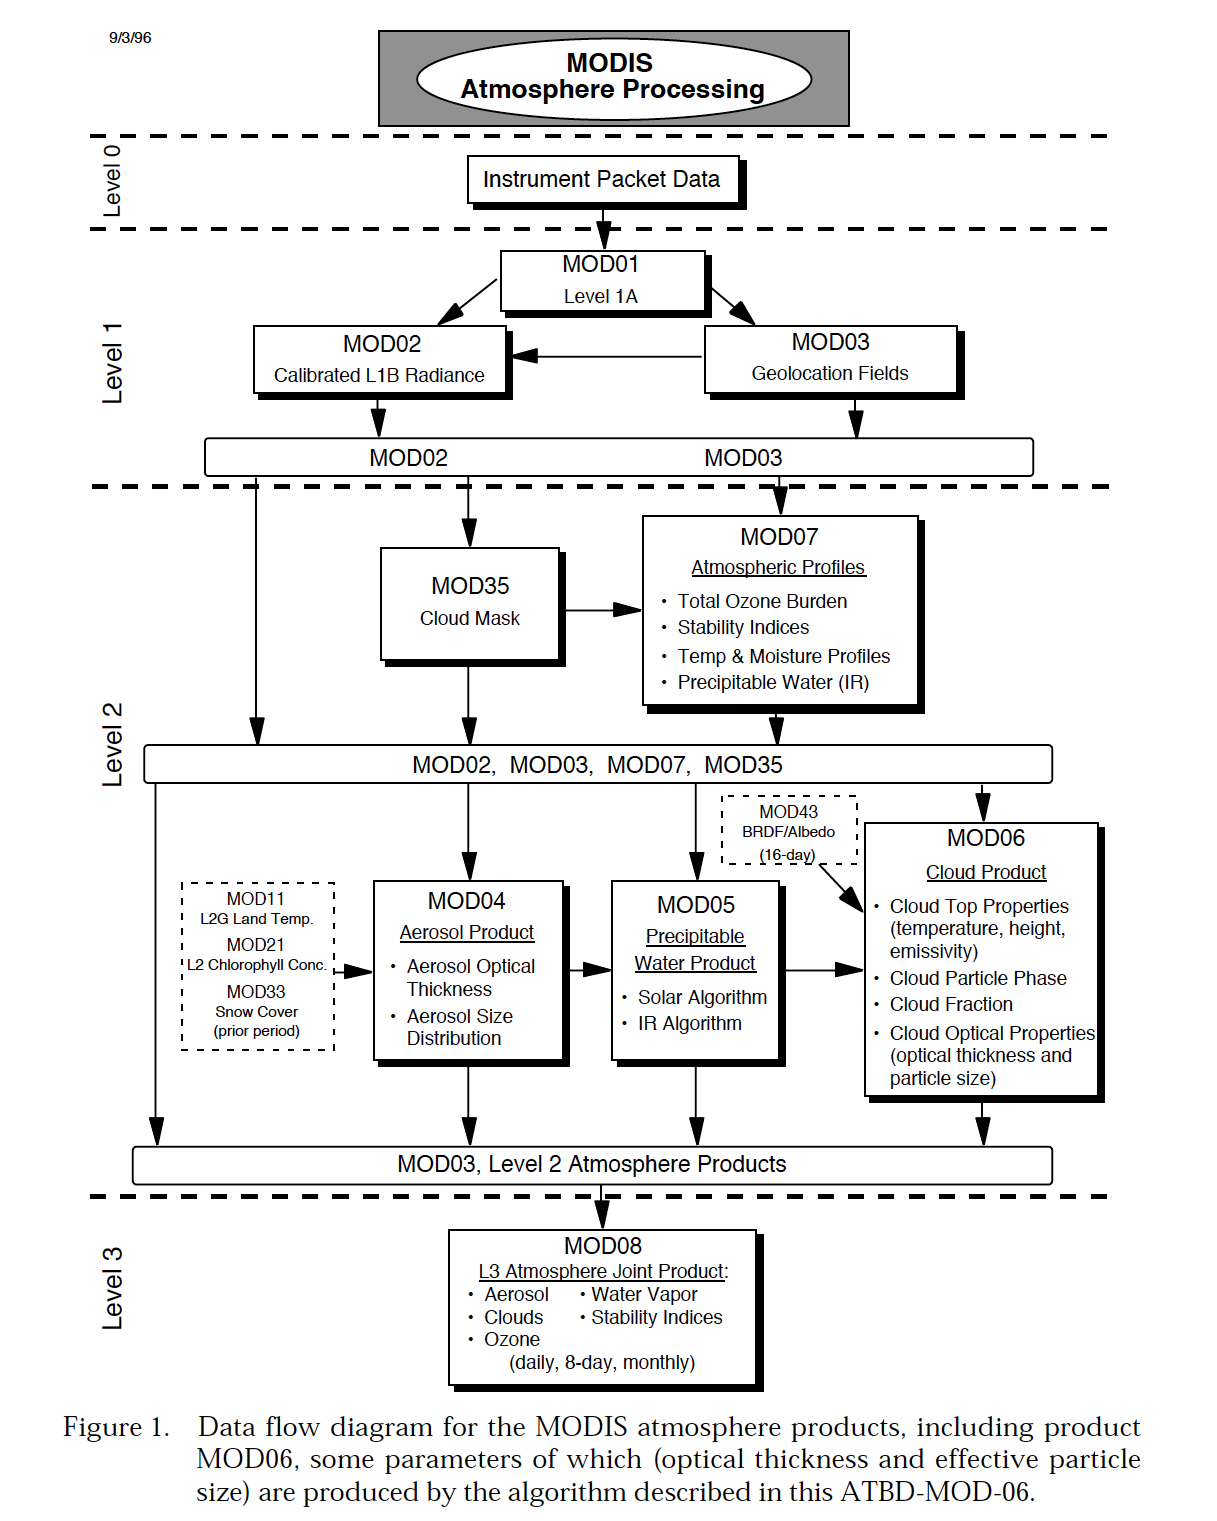 9/3/96
MODIS
Atmosphere Processing
Level 0
Instrument Packet Data
Level 1
MOD01
Level 1A
MOD02
Calibrated L1B Radiance
MOD03
Geolocation Fields
MOD02 MOD03
Level 2
MOD35
Cloud Mask
MOD07
Atmospheric Profiles
• Total Ozone Burden
• Stability Indices
• Temp & Moisture Profiles
• Precipitable Water (IR)
MOD02, MOD03, MOD07, MOD35
MOD43
BRDF/Albedo
(16-day)
MOD11
L2G Land Temp.
MOD21
L2 Chlorophyll Conc.
MOD33
Snow Cover
(prior period)
MOD04
Aerosol Product
• Aerosol Optical
Thickness
• Aerosol Size
Distribution
MOD05
Precipitable
Water Product
• Solar Algorithm
• IR Algorithm
MOD06
Cloud Product
• Cloud Top Properties
(temperature, height,
emissivity)
• Cloud Particle Phase
• Cloud Fraction
• Cloud Optical Properties
(optical thickness and
particle size)
MOD03, Level 2 Atmosphere Products
Level 3
MOD08
L3 Atmosphere Joint Product:
• Aerosol • Water Vapor
• Clouds • Stability Indices
• Ozone
(daily, 8-day, monthly)
Figure 1. Data flow diagram for the MODIS atmosphere products, including product
MOD06, some parameters of which (optical thickness and effective particle
size) are produced by the algorithm described in this ATBD-MOD-06.